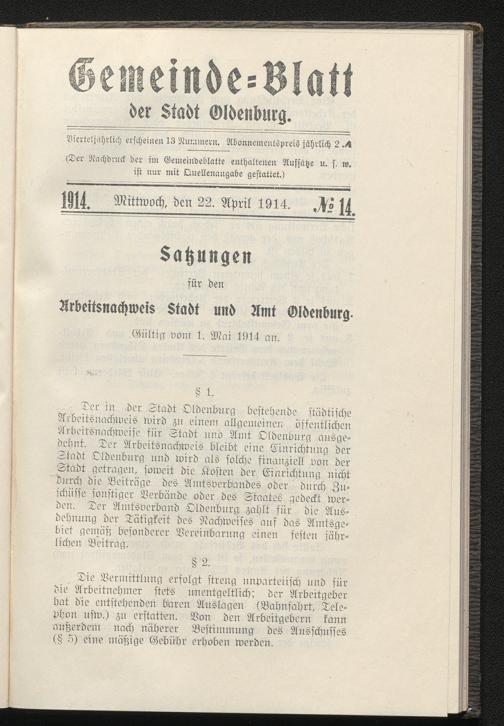 Gemeinde=Blatt
der Stadt Oldenburg.
Vierteljährlich erscheinen 13 Nummern. Abonnementspreis jährlich 2 ℳ
(Der Nachdruck der im Gemeindeblatte enthaltenen Aufsätze u. s. w.
ist nur mit Quellenangabe gestattet.)
1914. Mittwoch, den 22. April 1914. № 14.
Satzungen
für den
Arbeitsnachweis Stadt und Amt Oldenburg.
Gültig vom 1. Mai 1914 an.
§ 1.
Der in der Stadt Oldenburg bestehende städtische
Arbeitsnachweis wird zu einem allgemeinen öffentlichen
Arbeitsnachweise für Stadt und Amt Oldenburg ausge-
dehnt. Der Arbeitsnachweis bleibt eine Einrichtung der
Stadt Oldenburg und wird als solche finanziell von der
Stadt getragen, soweit die Kosten der Einrichtung nicht
durch die Beiträge des Amtsverbandes oder durch Zu-
schüsse sonstiger Verbände oder des Staates gedeckt wer-
den. Der Amtsverband Oldenburg zahlt für die Aus-
dehnung der Tätigkeit des Nachweises auf das Amtsge-
biet gemäß besonderer Vereinbarung einen festen jähr-
lichen Beitrag.
§ 2.
Die Vermittlung erfolgt streng unparteiisch und für
die Arbeitnehmer stets unentgeltlich; der Arbeitgeber
hat die entstehenden baren Auslagen (Bahnfahrt, Tele-
phon usw.) zu erstatten. Von den Arbeitgebern kann
außerdem nach näherer Bestimmung des Ausschusses
(§ 5) eine mäßige Gebühr erhoben werden.